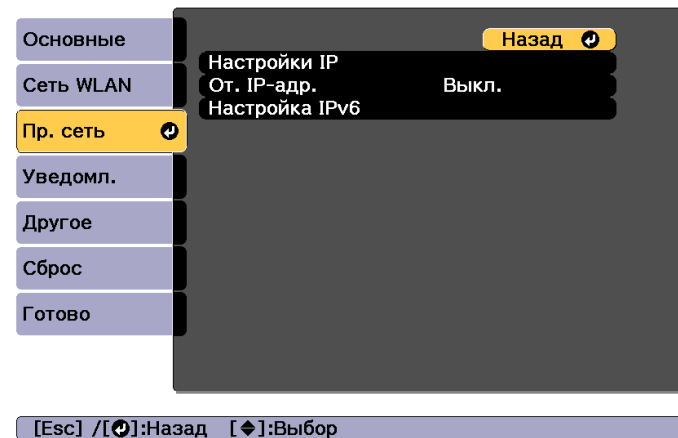 Основные
Сеть WLAN
Пр. сеть
Уведомл.
Другое
Сброс
Готово
Назад
Настройки IP
От. IP-адр. Выкл.
Настройка IPv6
[Esc] /[]:Назад []:Выбор